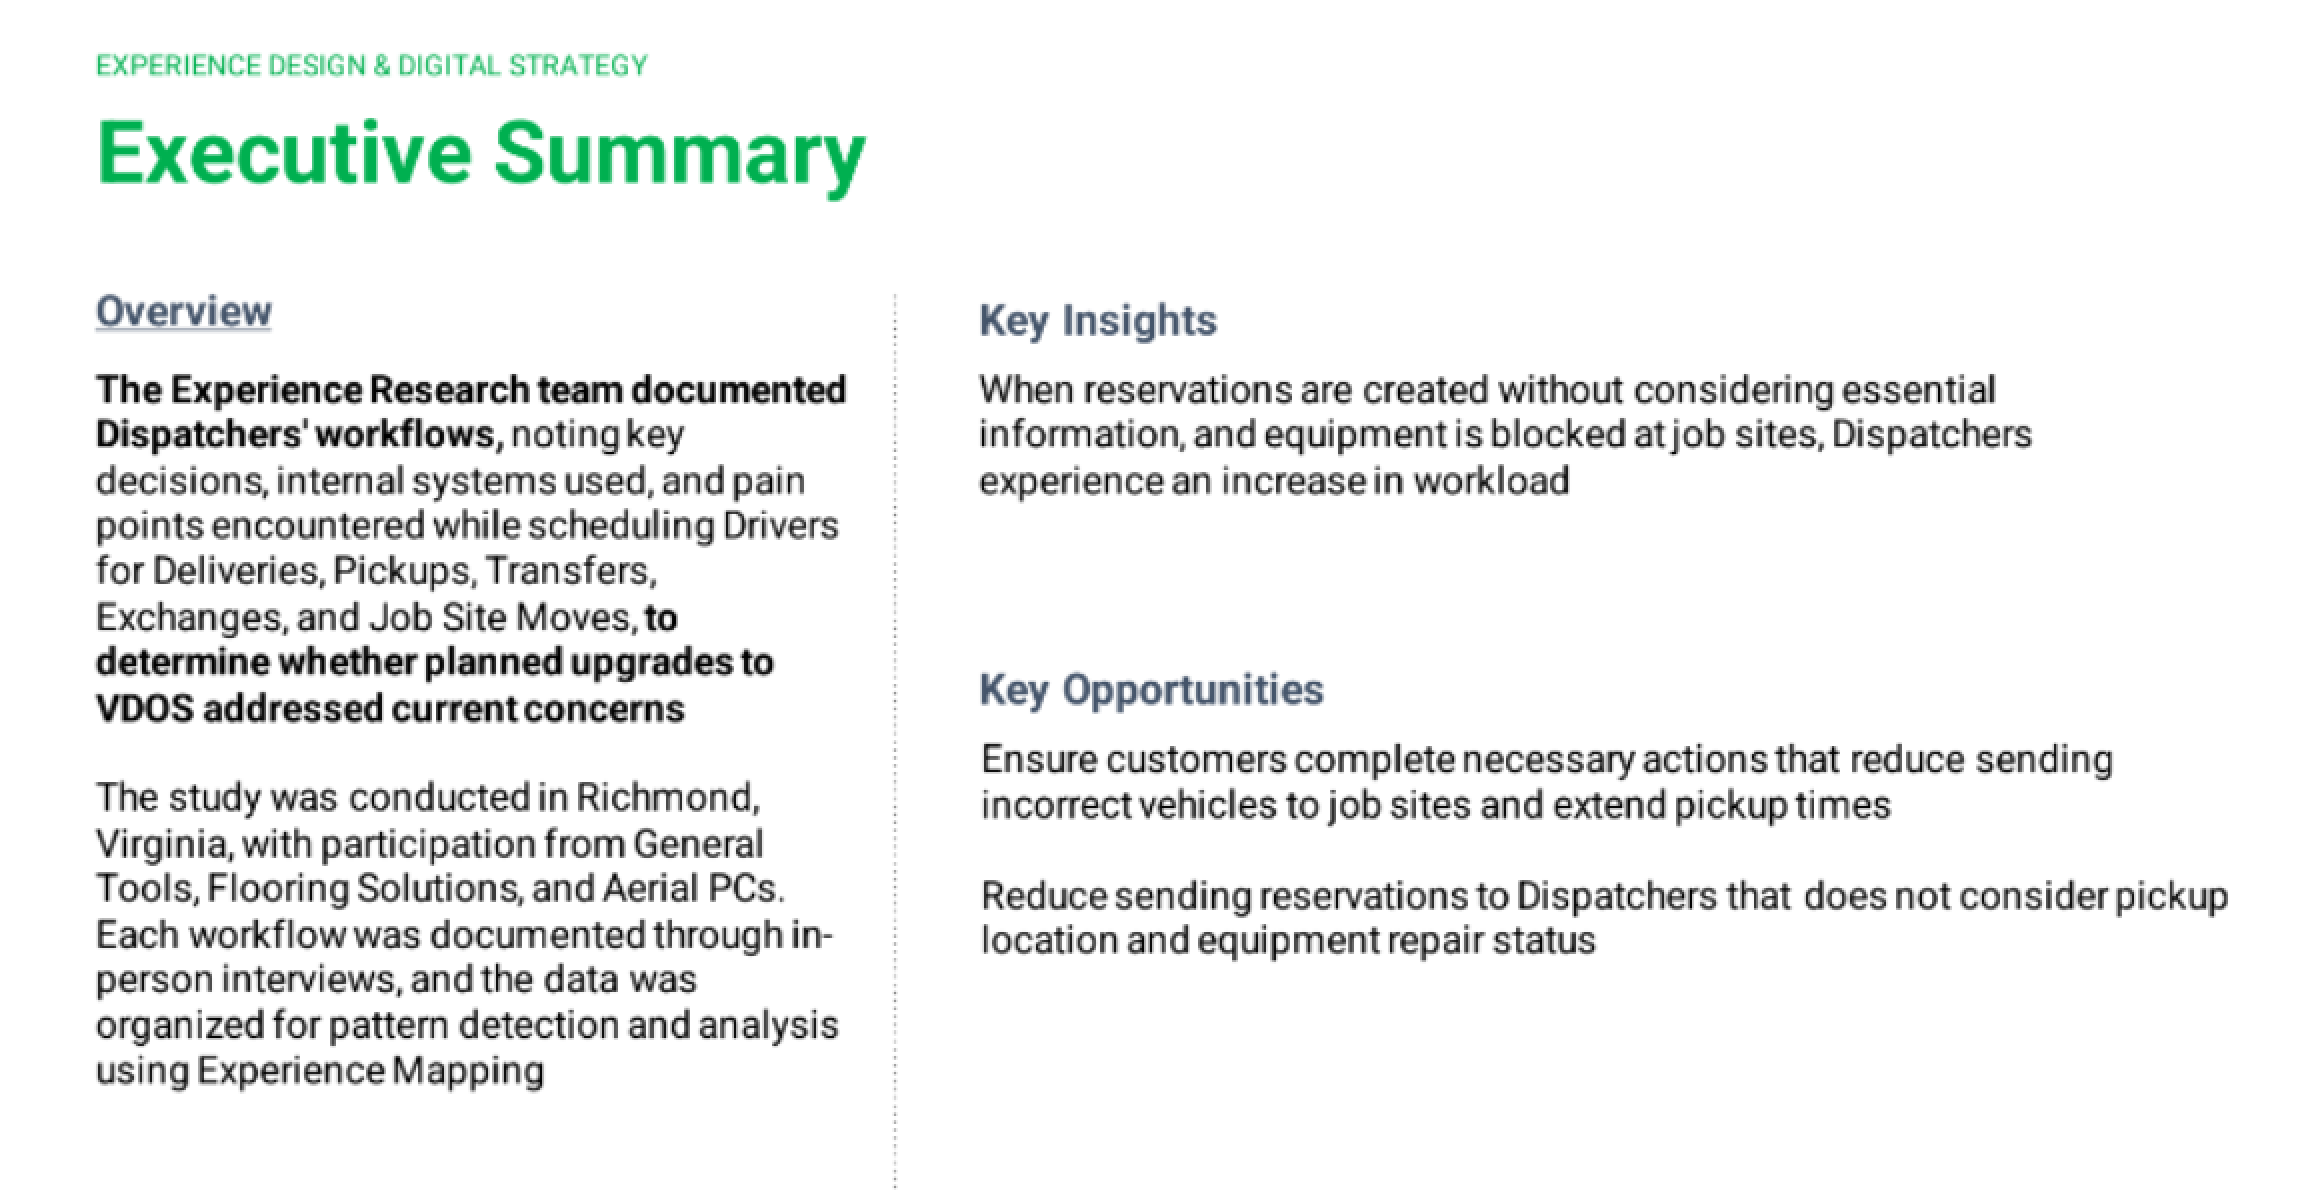 EXPERIENCE DESIGN & DIGITAL STRATEGY
Executive Summary
Overview
The Experience Research team documented
Dispatchers' workflows, noting key
decisions, internal systems used, and pain
points encountered while scheduling Drivers
for Deliveries, Pickups, Transfers,
Exchanges, and Job Site Moves, to
determine whether planned upgrades to
VDOS addressed current concerns
The study was conducted in Richmond,
Virginia, with participation from General
Tools, Flooring Solutions, and Aerial PCs.
Each workflow was documented through in-
person interviews, and the data was
organized for pattern detection and analysis
using Experience Mapping
Key Insights
When reservations are created without considering essential
information, and equipment is blocked at job sites, Dispatchers
experience an increase in workload
Key Opportunities
Ensure customers complete necessary actions that reduce sending
incorrect vehicles to job sites and extend pickup times
Reduce sending reservations to Dispatchers that does not consider pickup
location and equipment repair status